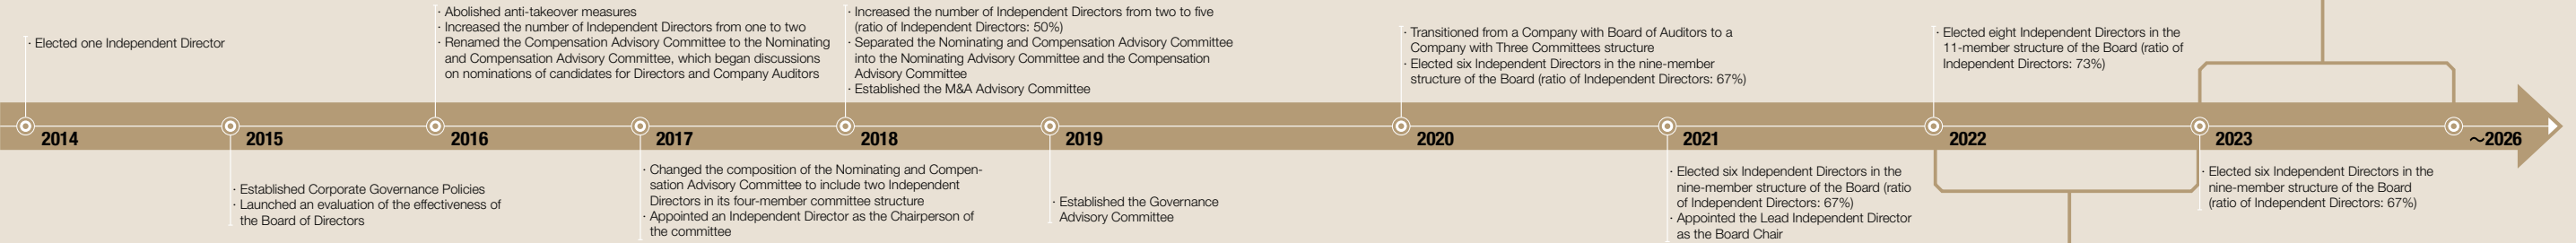 · Elected one Independent Director
· Abolished anti-takeover measures
· Increased the number of Independent Directors from one to two
· Renamed the Compensation Advisory Committee to the Nominating
and Compensation Advisory Committee, which began discussions
on nominations of candidates for Directors and Company Auditors
· Increased the number of Independent Directors from two to five
(ratio of Independent Directors: 50%)
· Separated the Nominating and Compensation Advisory Committee
into the Nominating Advisory Committee and the Compensation
Advisory Committee
· Established the M&A Advisory Committee
· Transitioned from a Company with Board of Auditors to a
Company with Three Committees structure
· Elected six Independent Directors in the nine-member
structure of the Board (ratio of Independent Directors: 67%)
· Elected eight Independent Directors in the
11-member structure of the Board (ratio of
Independent Directors: 73%)
2014
2015
2016
2017
2018
2019
2020
2021
2022
2023
~2026
· Established Corporate Governance Policies
· Launched an evaluation of the effectiveness of
the Board of Directors
· Changed the composition of the Nominating and Compen-
sation Advisory Committee to include two Independent
Directors in its four-member committee structure
· Appointed an Independent Director as the Chairperson of
the committee
· Established the Governance
Advisory Committee
· Elected six Independent Directors in the
nine-member structure of the Board (ratio
of Independent Directors: 67%)
· Appointed the Lead Independent Director
as the Board Chair
· Elected six Independent Directors in the
nine-member structure of the Board
(ratio of Independent Directors: 67%)